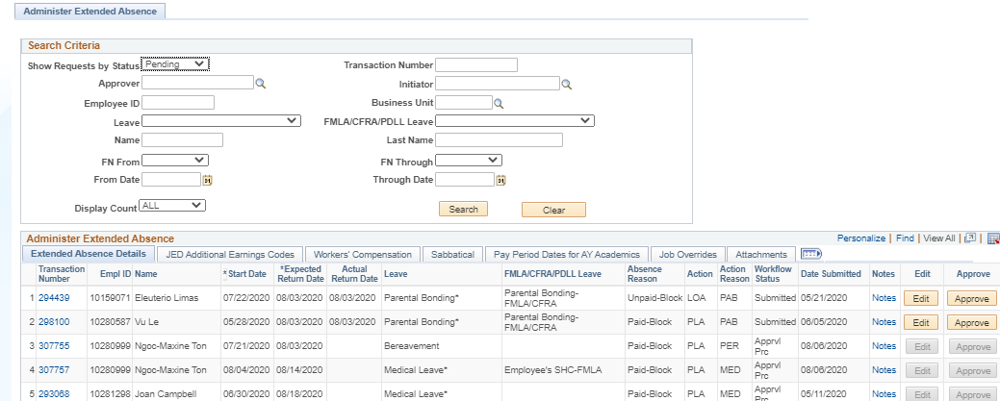 Administer Extended Absence
Search Criteria
Show Requests by Status Pending Transaction Number
Approver Initiator
Employee ID Business Unit
Leave FMLA/CFRA/PDLL Leave
Name Last Name
FN From FN Through
From Date Through Date
Display Count ALL Search Clear
Administer Extended Absence Personalize | Find | View All | |
Extended Absence Details JED Additional Earnings Codes Workers' Compensation Sabbatical Pay Period Dates for AY Academics Job Overrides Attachments
Transaction Number Empl ID Name *Start Date *Expected Return Date Actual Return Date Leave FMLA/CFRA/PDLL Leave Absence Reason Action Action Reason Workflow Status Date Submitted Notes Edit Approve
1 294439 10159071 Eleuterio Limas 07/22/2020 08/03/2020 08/03/2020 Parental Bonding* Parental Bonding-FMLA/CFRA Unpaid-Block LOA PAB Submitted 05/21/2020 Notes Edit Approve
2 298100 10280587 Vu Le 05/28/2020 08/03/2020 08/03/2020 Parental Bonding* Parental Bonding-FMLA/CFRA Paid-Block PLA PAB Submitted 06/05/2020 Notes Edit Approve
3 307755 10280999 Ngoc-Maxine Ton 07/21/2020 08/03/2020 Bereavement Paid-Block PLA PER Apprvl Prc 08/06/2020 Notes Edit Approve
4 307757 10280999 Ngoc-Maxine Ton 08/04/2020 08/14/2020 Medical Leave* Employee's SHC-FMLA Paid-Block PLA MED Apprvl Prc 08/06/2020 Notes Edit Approve
5 293068 10281298 Joan Campbell 06/30/2020 08/18/2020 Medical Leave* Paid-Block PLA MED Apprvl Prc 05/11/2020 Notes Edit Approve